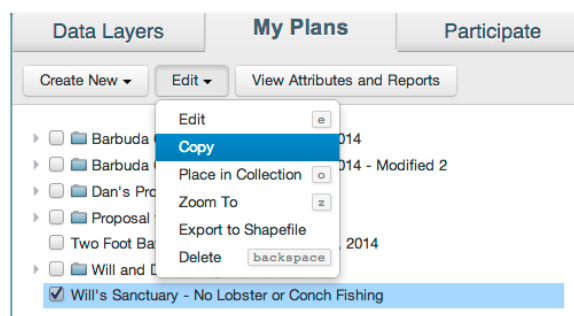 Data Layers My Plans Participate
Create New Edit View Attributes and Reports
Edit e
Barbuda 014
Copy
Barbuda 014 - Modified 2
Place in Collection o
Dan's Pro
Zoom To z
Proposal
Export to Shapefile
Two Foot Ba , 2014
Delete backspace
Will and D
Will's Sanctuary - No Lobster or Conch Fishing